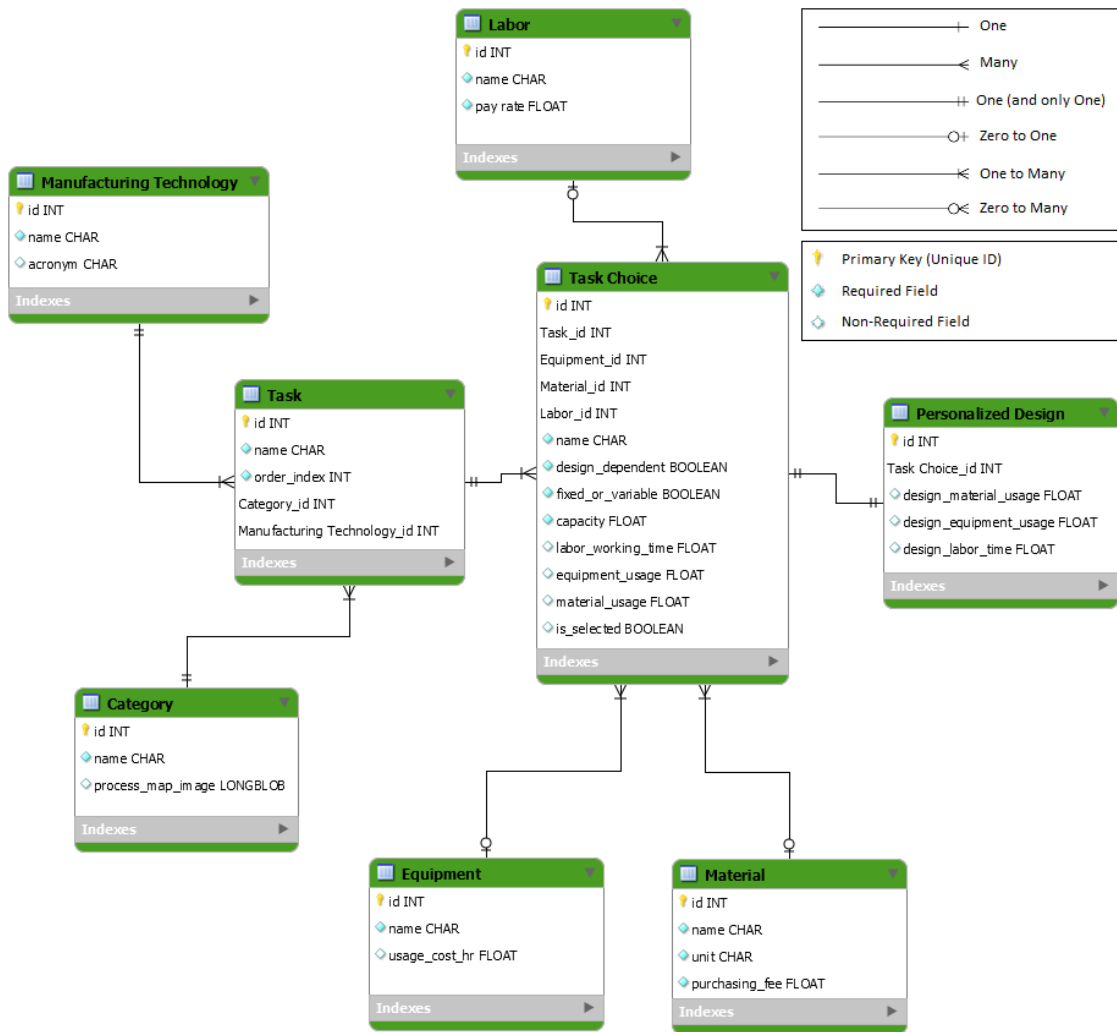 Labor
id INT
name CHAR
pay rate FLOAT
Indexes
One
Many
One (and only One)
Zero to One
One to Many
Zero to Many
Primary Key (Unique ID)
Required Field
Non-Required Field
Manufacturing Technology
id INT
name CHAR
acronym CHAR
Indexes
Task Choice
id INT
Task_id INT
Equipment_id INT
Material_id INT
Labor_id INT
name CHAR
design_dependent BOOLEAN
fixed_or_variable BOOLEAN
capacity FLOAT
labor_working_time FLOAT
equipment_usage FLOAT
material_usage FLOAT
is_selected BOOLEAN
Indexes
Task
id INT
name CHAR
order_index INT
Category_id INT
Manufacturing Technology_id INT
Indexes
Personalized Design
id INT
Task Choice_id INT
design_material_usage FLOAT
design_equipment_usage FLOAT
design_labor_time FLOAT
Indexes
Category
id INT
name CHAR
process_map_image LONGBLOB
Indexes
Equipment
id INT
name CHAR
usage_cost_hr FLOAT
Indexes
Material
id INT
name CHAR
unit CHAR
purchasing_fee FLOAT
Indexes